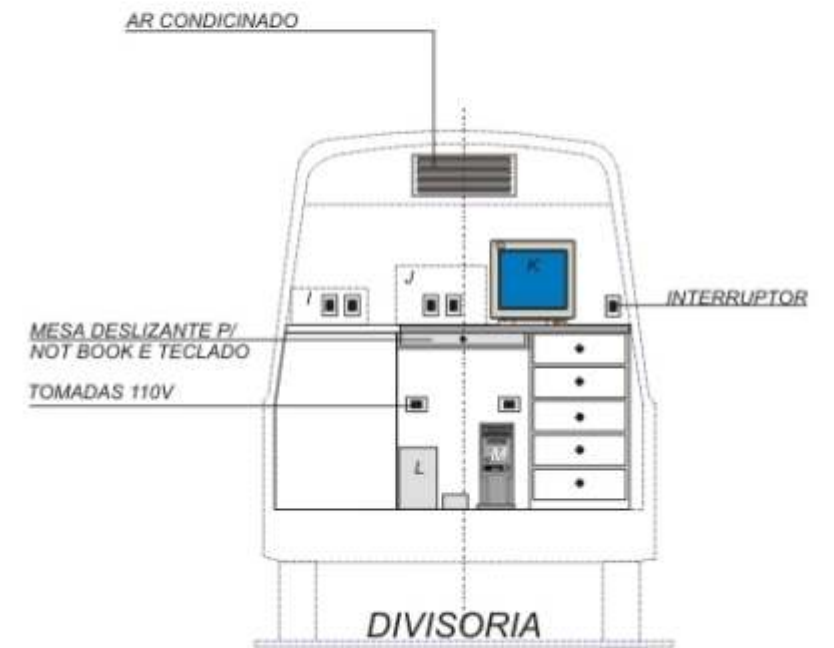 AR CONDICINADO
K
J
I
INTERRUPTOR
MESA DESLIZANTE P/
NOT BOOK E TECLADO
TOMADAS 110V
M
L
DIVISORIA